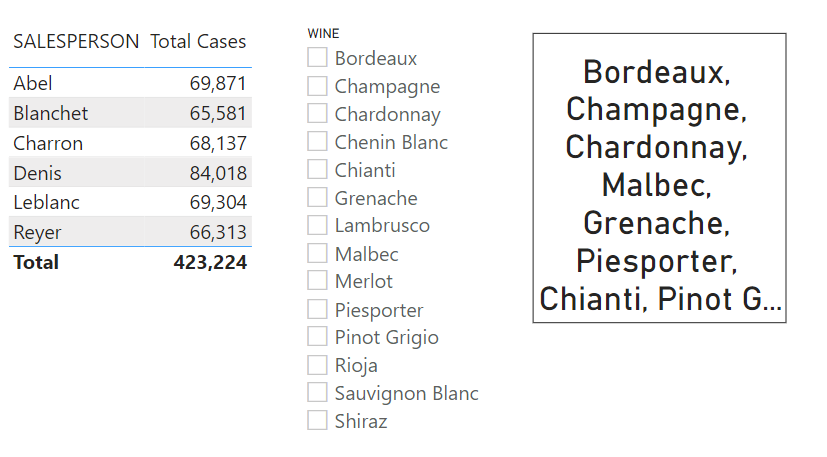 SALESPERSON Total Cases
Abel 69,871
Blanchet 65,581
Charron 68,137
Denis 84,018
Leblanc 69,304
Reyer 66,313
Total 423,224
WINE
Bordeaux
Champagne
Chardonnay
Chenin Blanc
Chianti
Grenache
Lambrusco
Malbec
Merlot
Piesporter
Pinot Grigio
Rioja
Sauvignon Blanc
Shiraz
Bordeaux,
Champagne,
Chardonnay,
Malbec,
Grenache,
Piesporter,
Chianti, Pinot G...